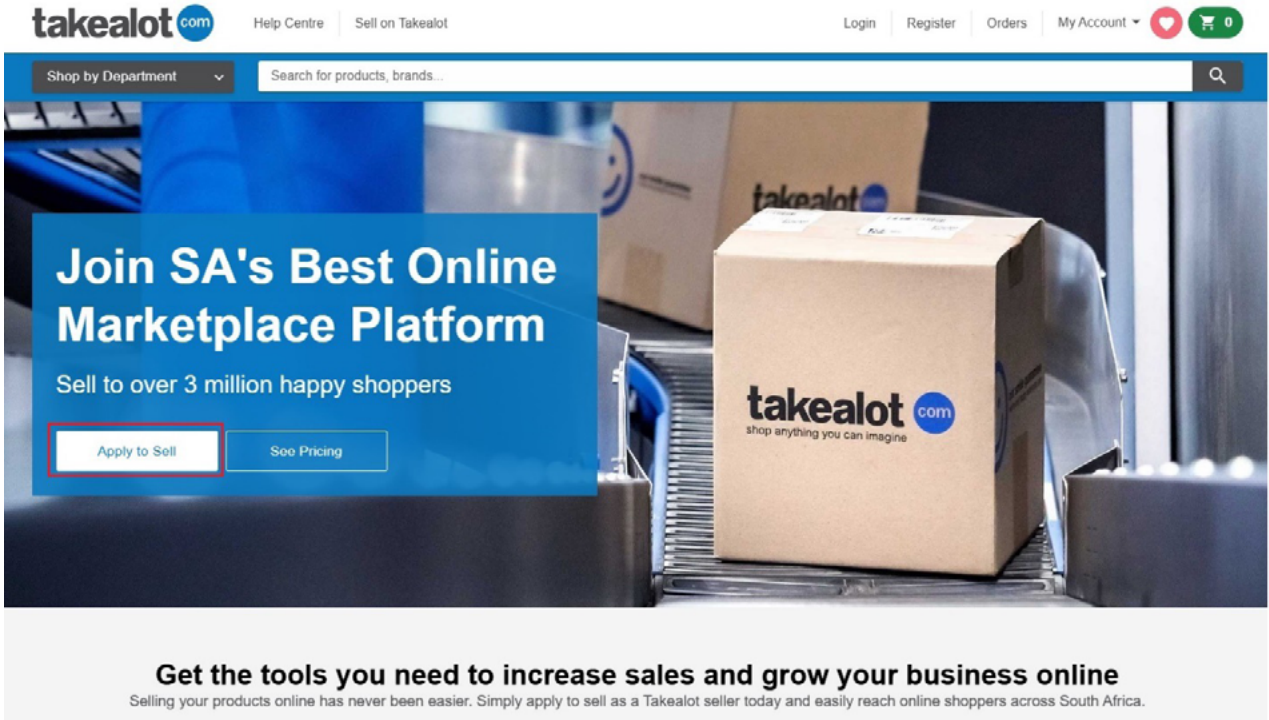 takealot com
Help Centre
Sell on Takealot
Login
Register
Orders
My Account
0
Shop by Department
Search for products, brands...
takealot com
Join SA's Best Online
Marketplace Platform
Sell to over 3 million happy shoppers
Apply to Sell
See Pricing
takealot com
shop anything you can imagine
Get the tools you need to increase sales and grow your business online
Selling your products online has never been easier. Simply apply to sell as a Takealot seller today and easily reach online shoppers across South Africa.